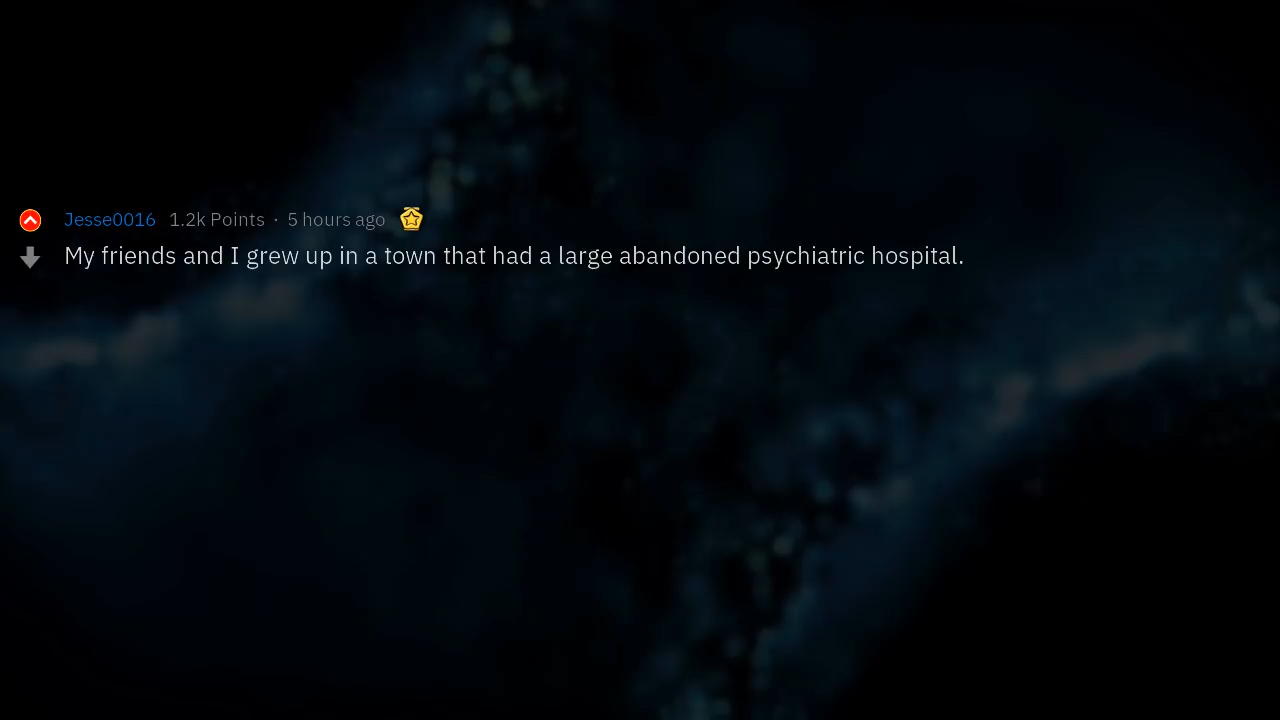 Jesse0016 1.2k Points · 5 hours ago
My friends and I grew up in a town that had a large abandoned psychiatric hospital.